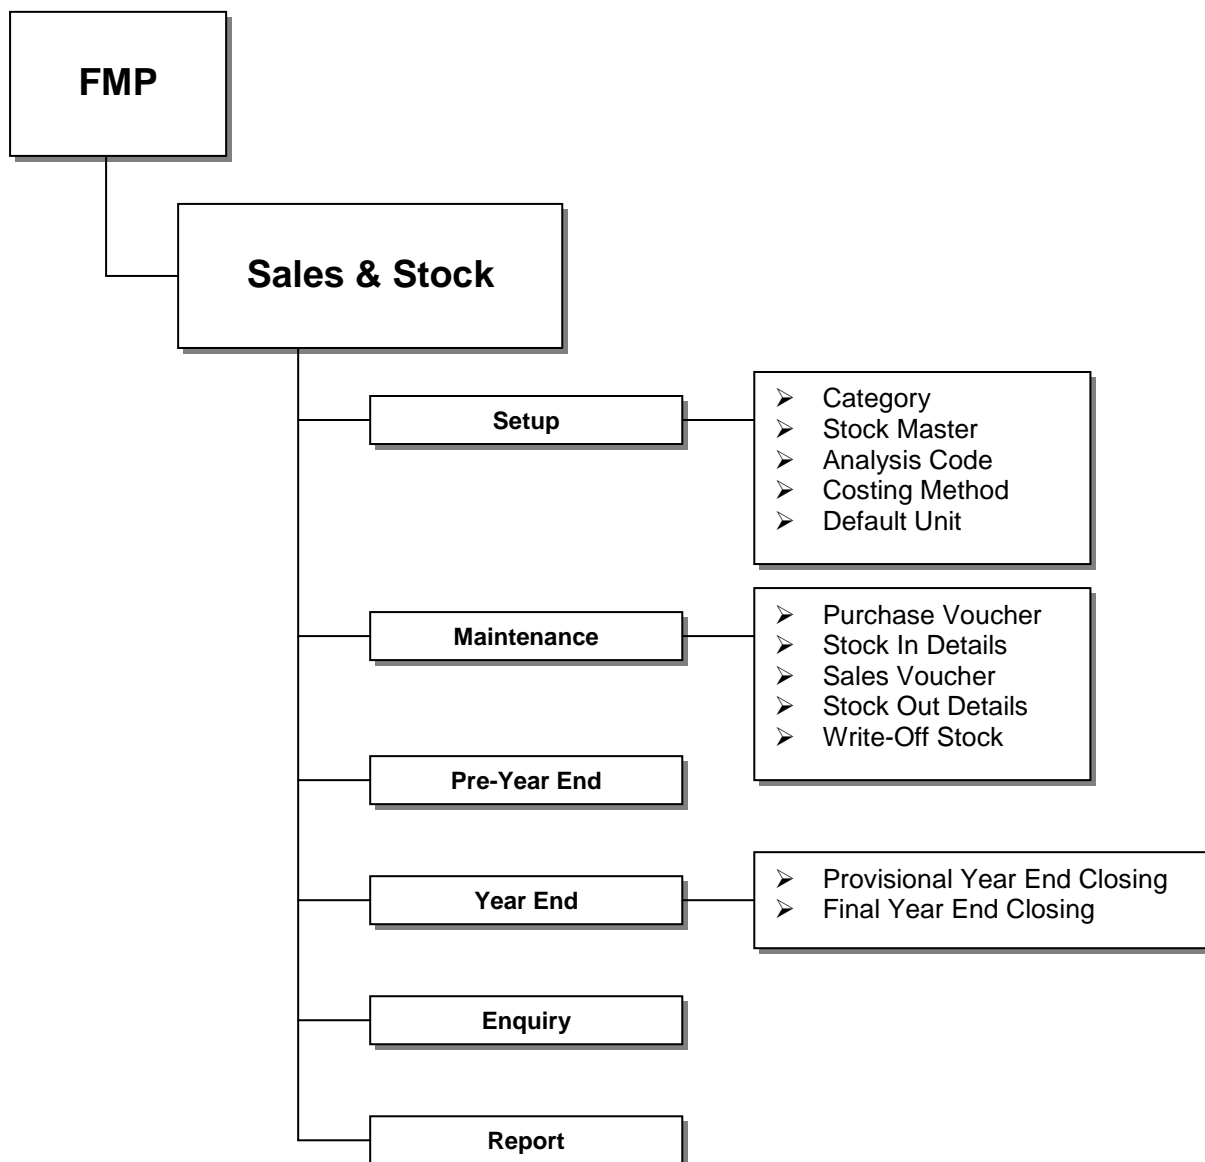 FMP
Sales & Stock
Setup
➢ Category
➢ Stock Master
➢ Analysis Code
➢ Costing Method
➢ Default Unit
Maintenance
➢ Purchase Voucher
➢ Stock In Details
➢ Sales Voucher
➢ Stock Out Details
➢ Write-Off Stock
Pre-Year End
Year End
➢ Provisional Year End Closing
➢ Final Year End Closing
Enquiry
Report